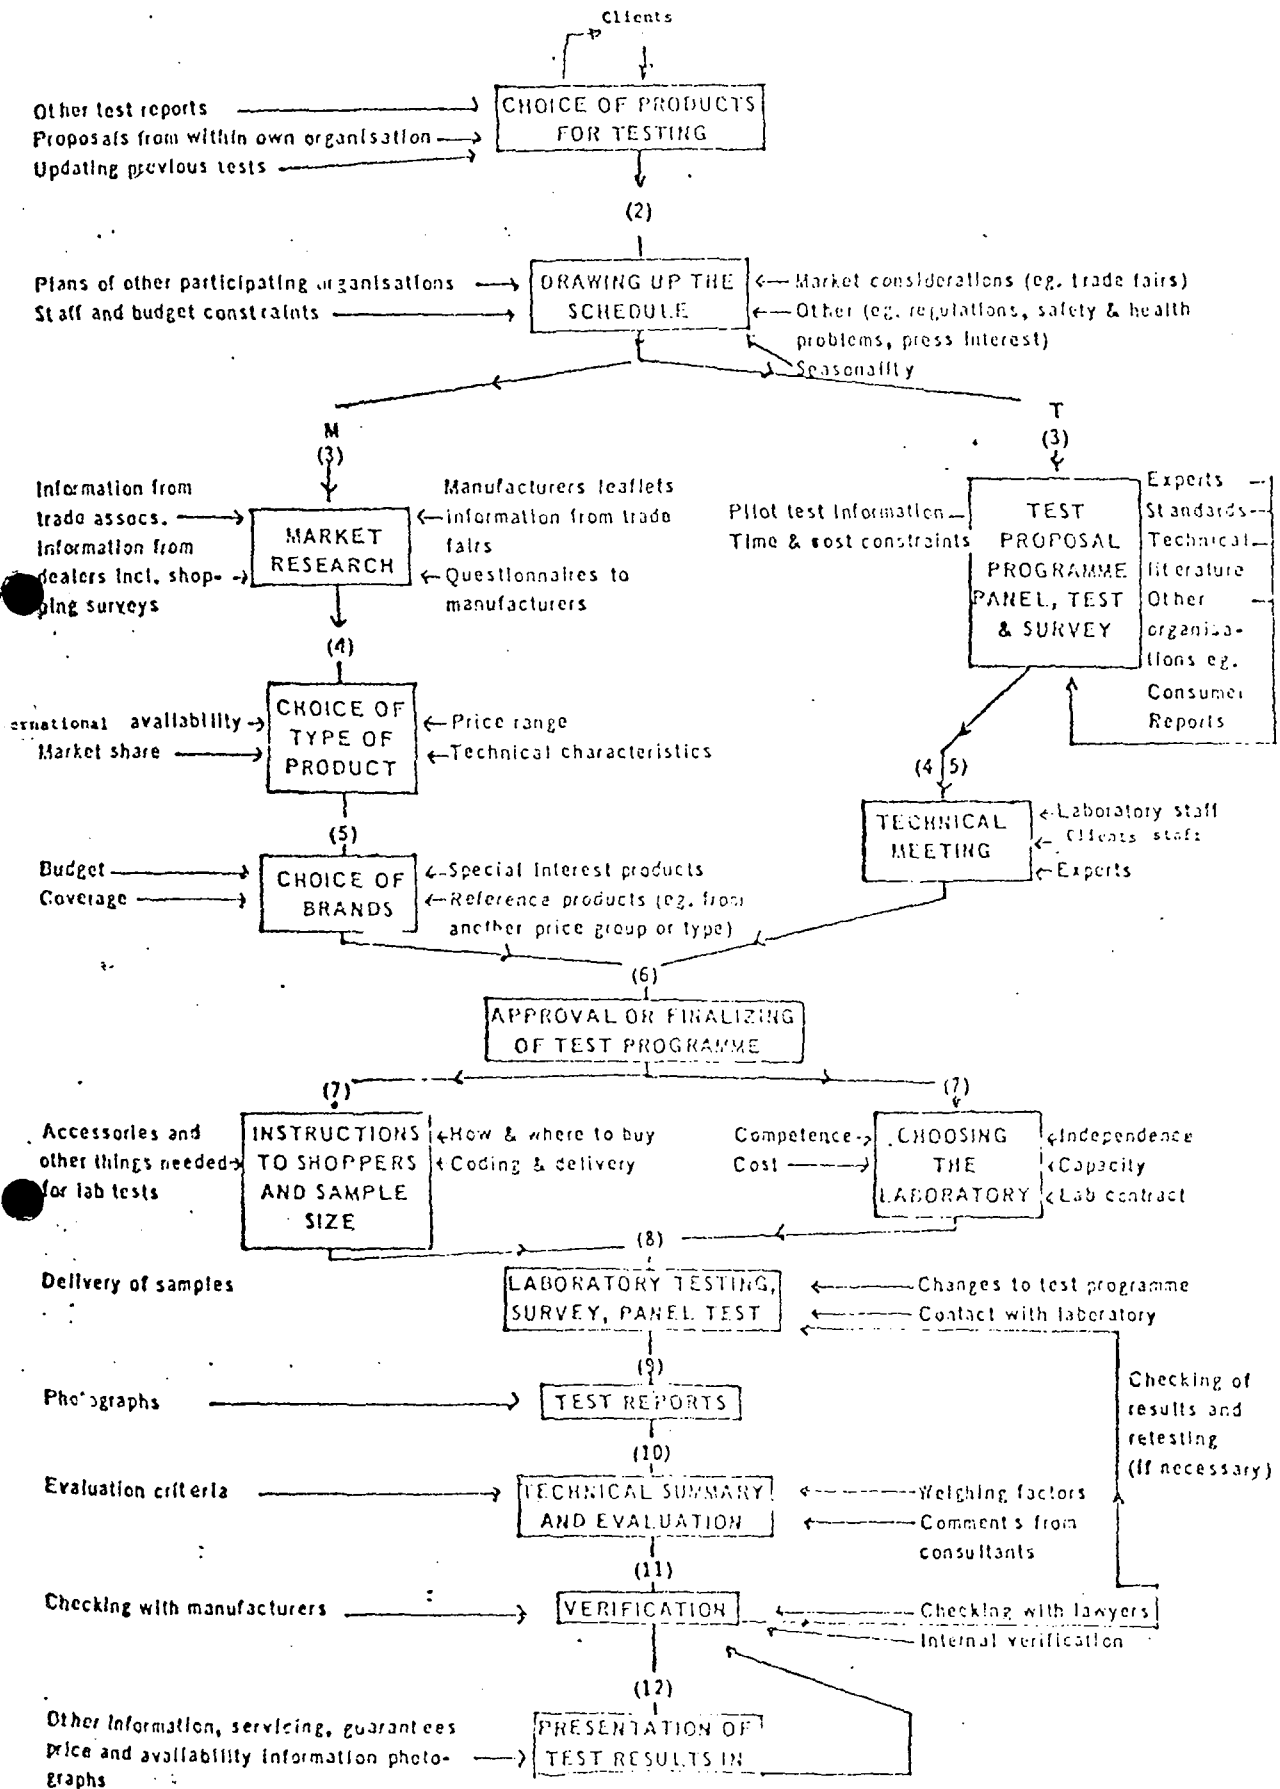 Clients
CHOICE OF PRODUCTS
FOR TESTING
Other test reports
Proposals from within own organisation
Updating previous tests
(2)
DRAWING UP THE
SCHEDULE
Plans of other participating organisations
Staff and budget constraints
Market considerations (eg. trade fairs)
Other (eg. regulations, safety & health
problems, press interest)
Seasonality
M
(3)
T
(3)
Information from
trade assocs.
Information from
dealers incl. shop-
ping surveys
MARKET
RESEARCH
Manufacturers leaflets
information from trade
fairs
Questionnaires to
manufacturers
Pilot test information
Time & cost constraints
TEST
PROPOSAL
PROGRAMME
PANEL, TEST
& SURVEY
Experts
Standards
Technical
literature
Other
organisa-
tions eg.
Consumer
Reports
(4)
CHOICE OF
TYPE OF
PRODUCT
ernational availability
Market share
Price range
Technical characteristics
(4 5)
TECHNICAL
MEETING
Laboratory staff
Clients staff
Experts
(5)
CHOICE OF
BRANDS
Budget
Coverage
Special interest products
Reference products (eg. from
another price group or type)
(6)
APPROVAL OR FINALIZING
OF TEST PROGRAMME
(7)
(7)
Accessories and
other things needed
for lab tests
INSTRUCTIONS
TO SHOPPERS
AND SAMPLE
SIZE
How & where to buy
Coding & delivery
Competence
Cost
CHOOSING
THE
LABORATORY
Independence
Capacity
Lab contract
(8)
Delivery of samples
LABORATORY TESTING,
SURVEY, PANEL TEST
Changes to test programme
Contact with laboratory
(9)
Photographs
TEST REPORTS
Checking of
results and
retesting
(if necessary)
(10)
Evaluation criteria
TECHNICAL SUMMARY
AND EVALUATION
Weighing factors
Comments from
consultants
(11)
Checking with manufacturers
VERIFICATION
Checking with lawyers
Internal verification
(12)
Other information, servicing, guarantees
price and availability information photo-
graphs
PRESENTATION OF
TEST RESULTS IN